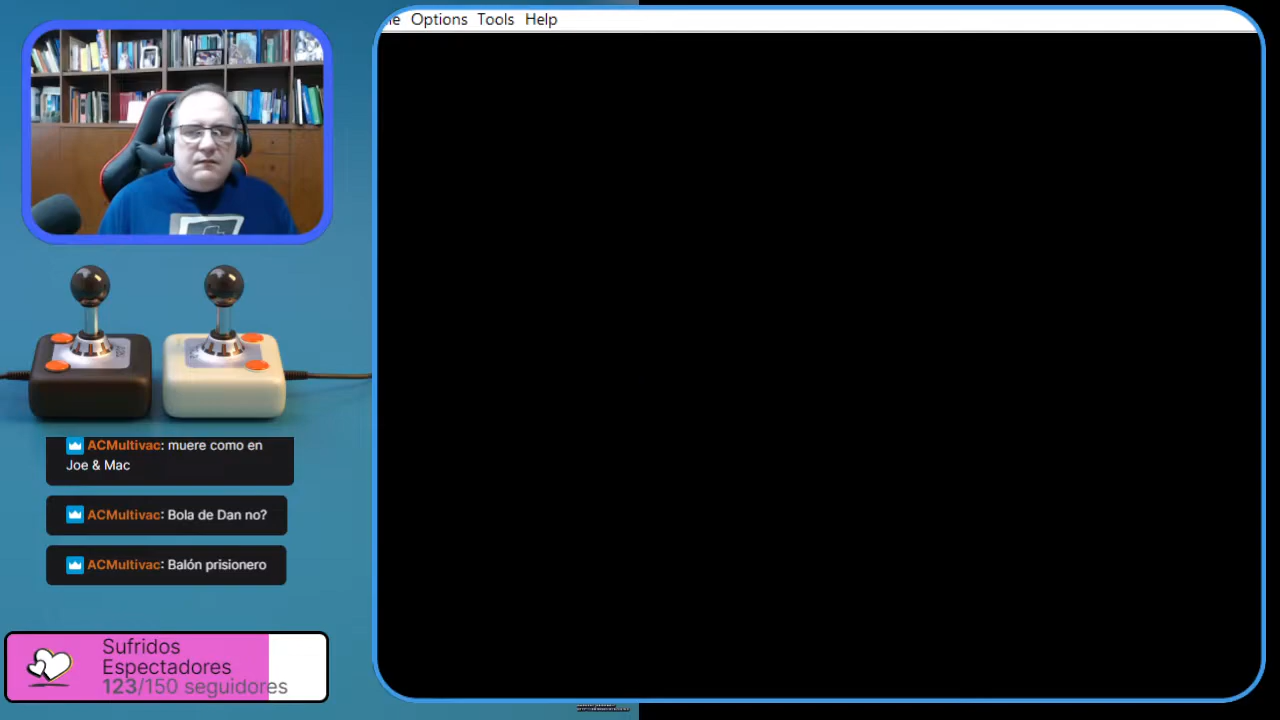 Options Tools Help
ACMultivac: muere como en
Joe & Mac
ACMultivac: Bola de Dan no?
ACMultivac: Balón prisionero
Sufridos
Espectadores
123/150 seguidores